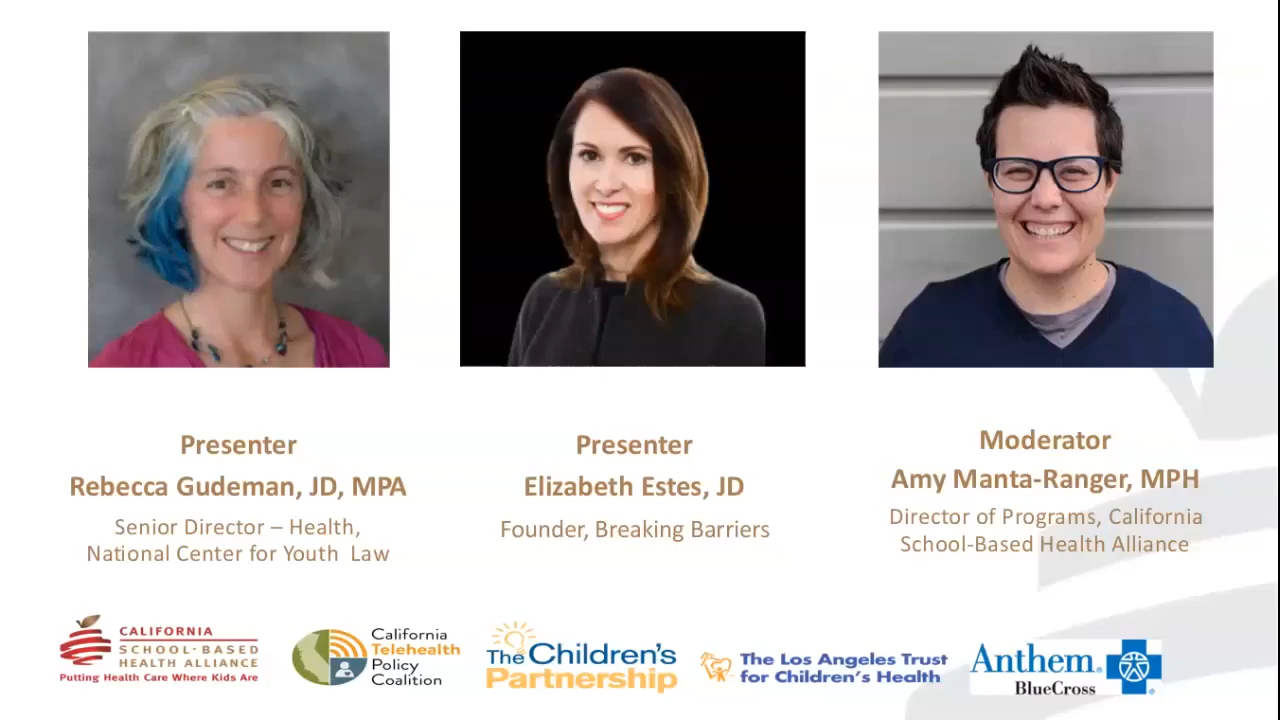 Presenter
Rebecca Gudeman, JD, MPA
Senior Director – Health,
National Center for Youth Law
Presenter
Elizabeth Estes, JD
Founder, Breaking Barriers
Moderator
Amy Manta-Ranger, MPH
Director of Programs, California
School-Based Health Alliance
CALIFORNIA
SCHOOL-BASED
HEALTH ALLIANCE
Putting Health Care Where Kids Are
California
Telehealth
Policy
Coalition
The Children's
Partnership
The Los Angeles Trust
for Children's Health
Anthem®
BlueCross